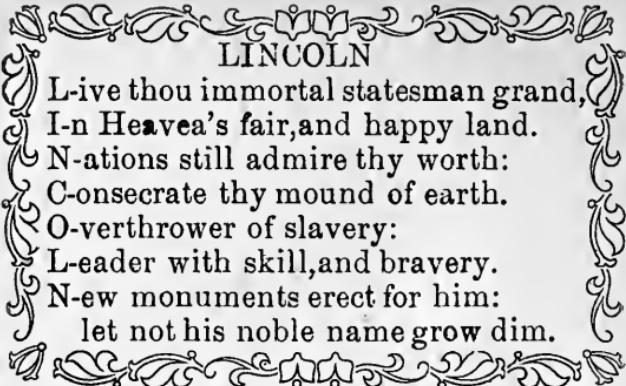 LINCOLN
L-ive thou immortal statesman grand,
I-n Heavea's fair,and happy land.
N-ations still admire thy worth:
C-onsecrate thy mound of earth.
O-verthrower of slavery:
L-eader with skill,and bravery.
N-ew monuments erect for him:
let not his noble name grow dim.